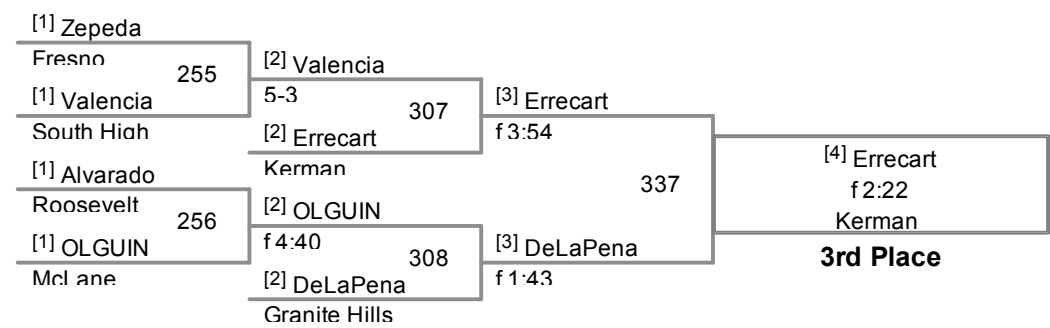 [1] Zepeda
Fresno
255
[1] Valencia
South High
[1] Alvarado
Roosevelt
256
[1] OLGUIN
McLane
[2] Valencia
5-3
307
[2] Errecart
Kerman
[2] OLGUIN
f 4:40
308
[2] DeLaPena
Granite Hills
[3] Errecart
f 3:54
337
[3] DeLaPena
f 1:43
[4] Errecart
f 2:22
Kerman
3rd Place